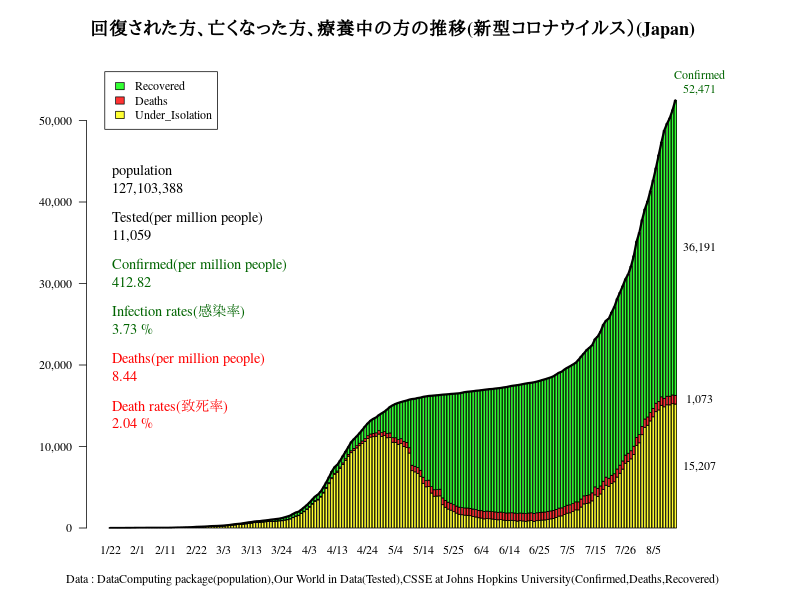 回復された方、亡くなった方、療養中の方の推移(新型コロナウイルス)(Japan)
Confirmed
52,471
Recovered
Deaths
Under_Isolation
50,000
40,000
30,000
20,000
10,000
0
population
127,103,388
Tested(per million people)
11,059
Confirmed(per million people)
412.82
Infection rates(感染率)
3.73 %
Deaths(per million people)
8.44
Death rates(致死率)
2.04 %
36,191
1,073
15,207
1/22 2/1 2/11 2/22 3/3 3/13 3/24 4/3 4/13 4/24 5/4 5/14 5/25 6/4 6/14 6/25 7/5 7/15 7/26 8/5
Data : DataComputing package(population),Our World in Data(Tested),CSSE at Johns Hopkins University(Confirmed,Deaths,Recovered)